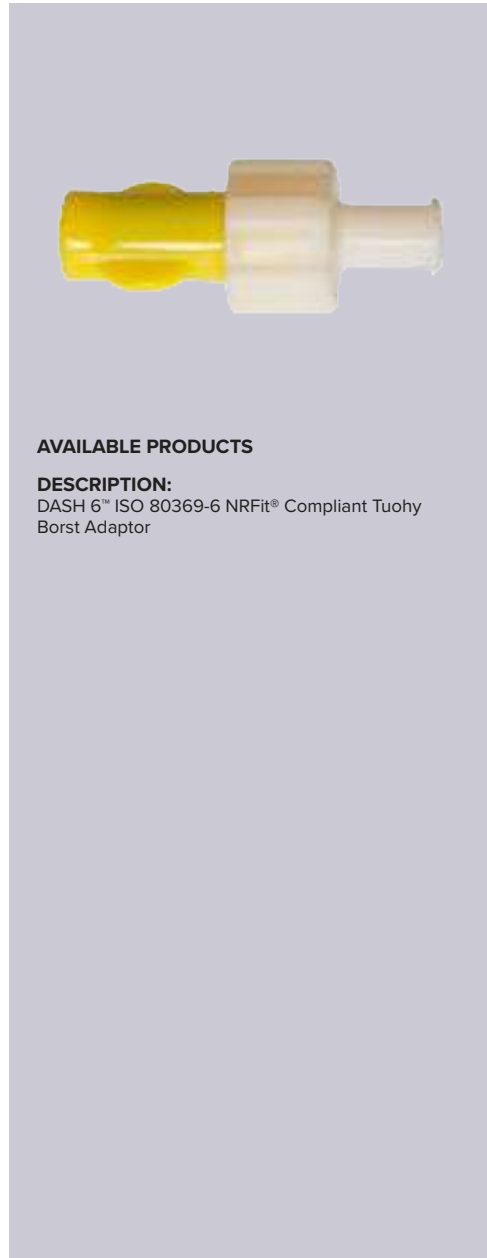 AVAILABLE PRODUCTS
DESCRIPTION:
DASH 6™ ISO 80369-6 NRFit® Compliant Tuohy
Borst Adaptor